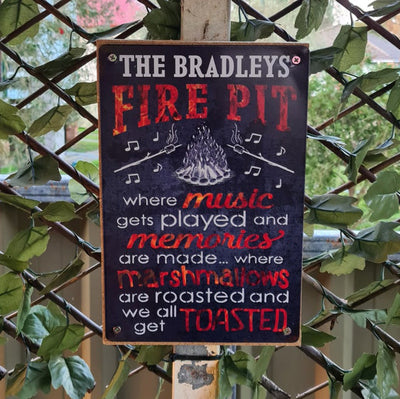 THE BRADLEYS
FIRE PIT
where music
gets played and
memories
are made... where
marshmallows
are roasted and
we all
get TOASTED